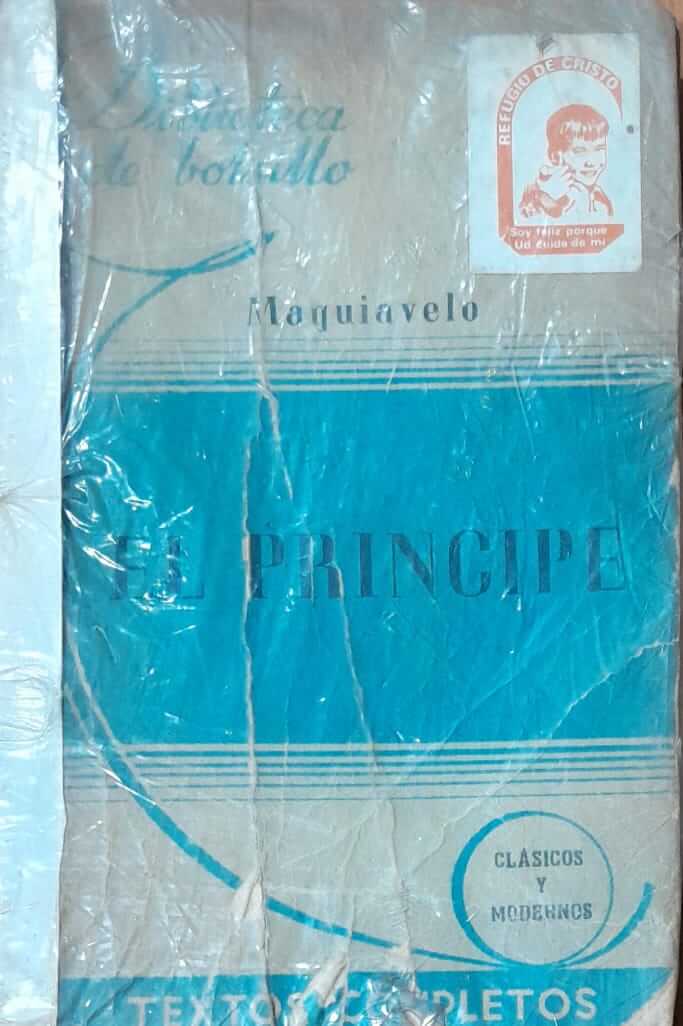 Biblioteca
de bolsillo
REFUGIO DE CRISTO
Soy feliz porque
Ud cuida de mi
Maquiavelo
EL PRINCIPE
CLÁSICOS
Y
MODERNOS
TEXTOS COMPLETOS